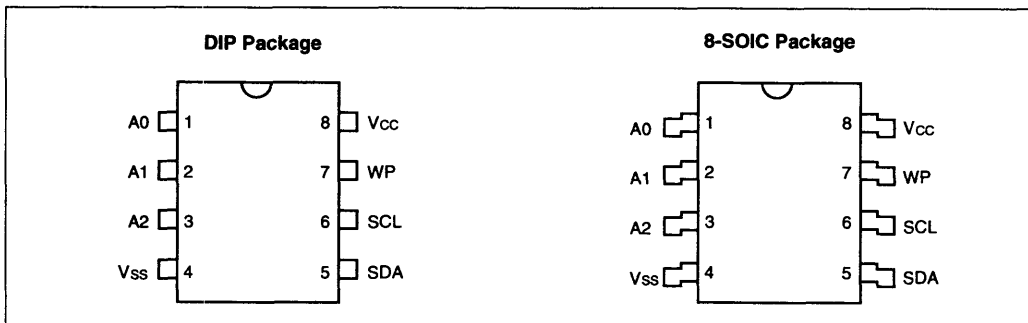 DIP Package
A0 1 8 Vcc
A1 2 7 WP
A2 3 6 SCL
Vss 4 5 SDA
8-SOIC Package
A0 1 8 Vcc
A1 2 7 WP
A2 3 6 SCL
Vss 4 5 SDA